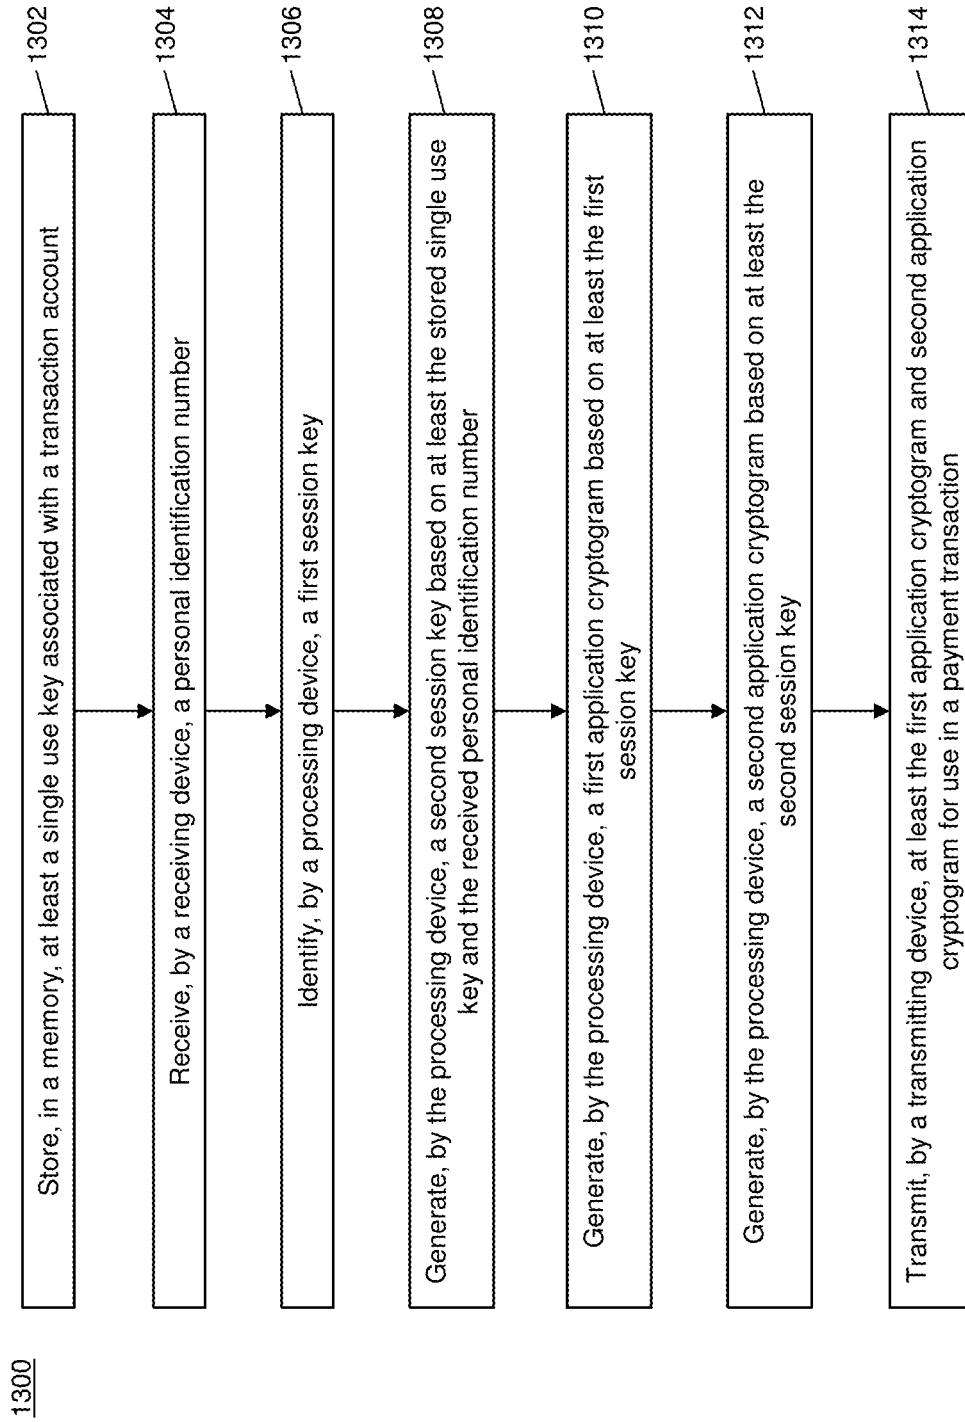 1300
Store, in a memory, at least a single use key associated with a transaction account
1302
Receive, by a receiving device, a personal identification number
1304
Identify, by a processing device, a first session key
1306
Generate, by the processing device, a second session key based on at least the stored single use
key and the received personal identification number
1308
Generate, by the processing device, a first application cryptogram based on at least the first
session key
1310
Generate, by the processing device, a second application cryptogram based on at least the
second session key
1312
Transmit, by a transmitting device, at least the first application cryptogram and second application
cryptogram for use in a payment transaction
1314